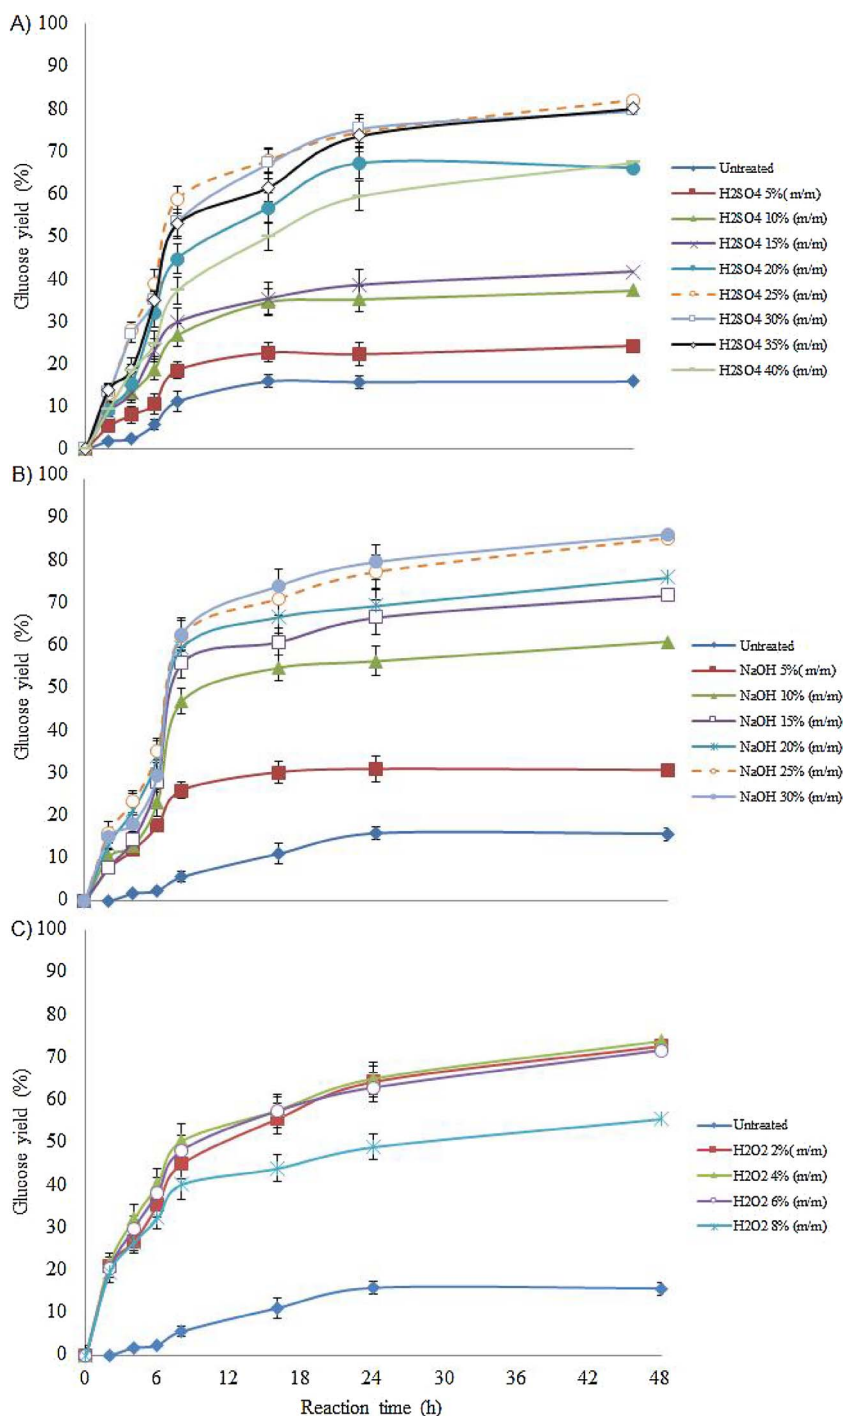 A)
100
90
80
70
60
50
40
30
20
10
0
Glucose yield (%)
Untreated
H2SO4 5%( m/m)
H2SO4 10% (m/m)
H2SO4 15% (m/m)
H2SO4 20% (m/m)
H2SO4 25% (m/m)
H2SO4 30% (m/m)
H2SO4 35% (m/m)
H2SO4 40% (m/m)
B)
100
90
80
70
60
50
40
30
20
10
0
Glucose yield (%)
Untreated
NaOH 5%( m/m)
NaOH 10% (m/m)
NaOH 15% (m/m)
NaOH 20% (m/m)
NaOH 25% (m/m)
NaOH 30% (m/m)
C)
100
90
80
70
60
50
40
30
20
10
0
Glucose yield (%)
Untreated
H2O2 2%( m/m)
H2O2 4% (m/m)
H2O2 6% (m/m)
H2O2 8% (m/m)
0 6 12 18 24 30 36 42 48
Reaction time (h)